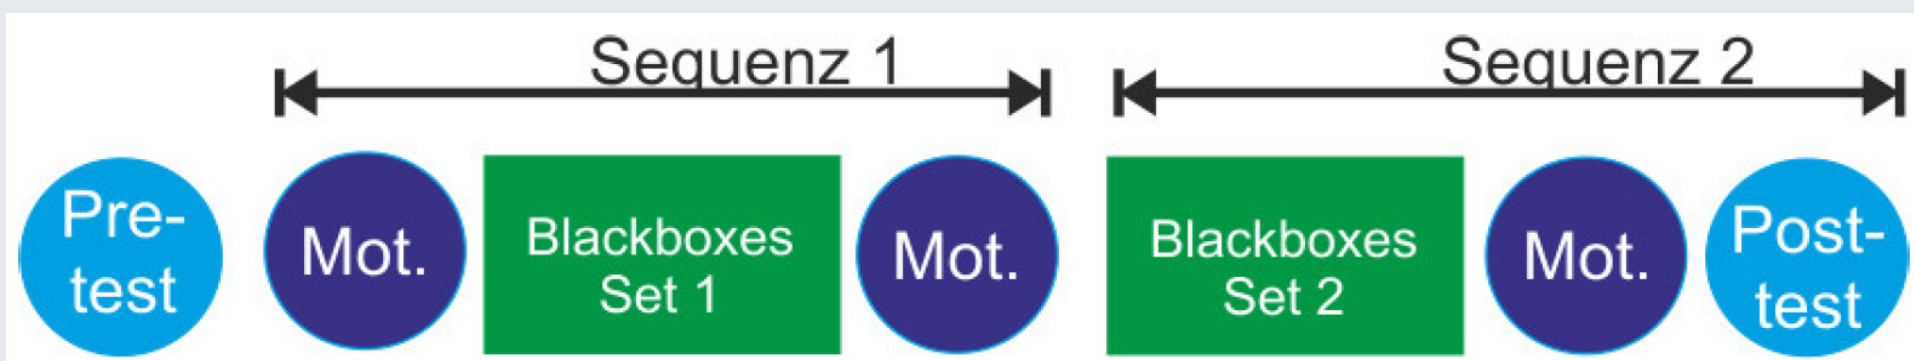 Sequenz 1
Sequenz 2
Pre-
test
Mot.
Blackboxes
Set 1
Mot.
Blackboxes
Set 2
Mot.
Post-
test